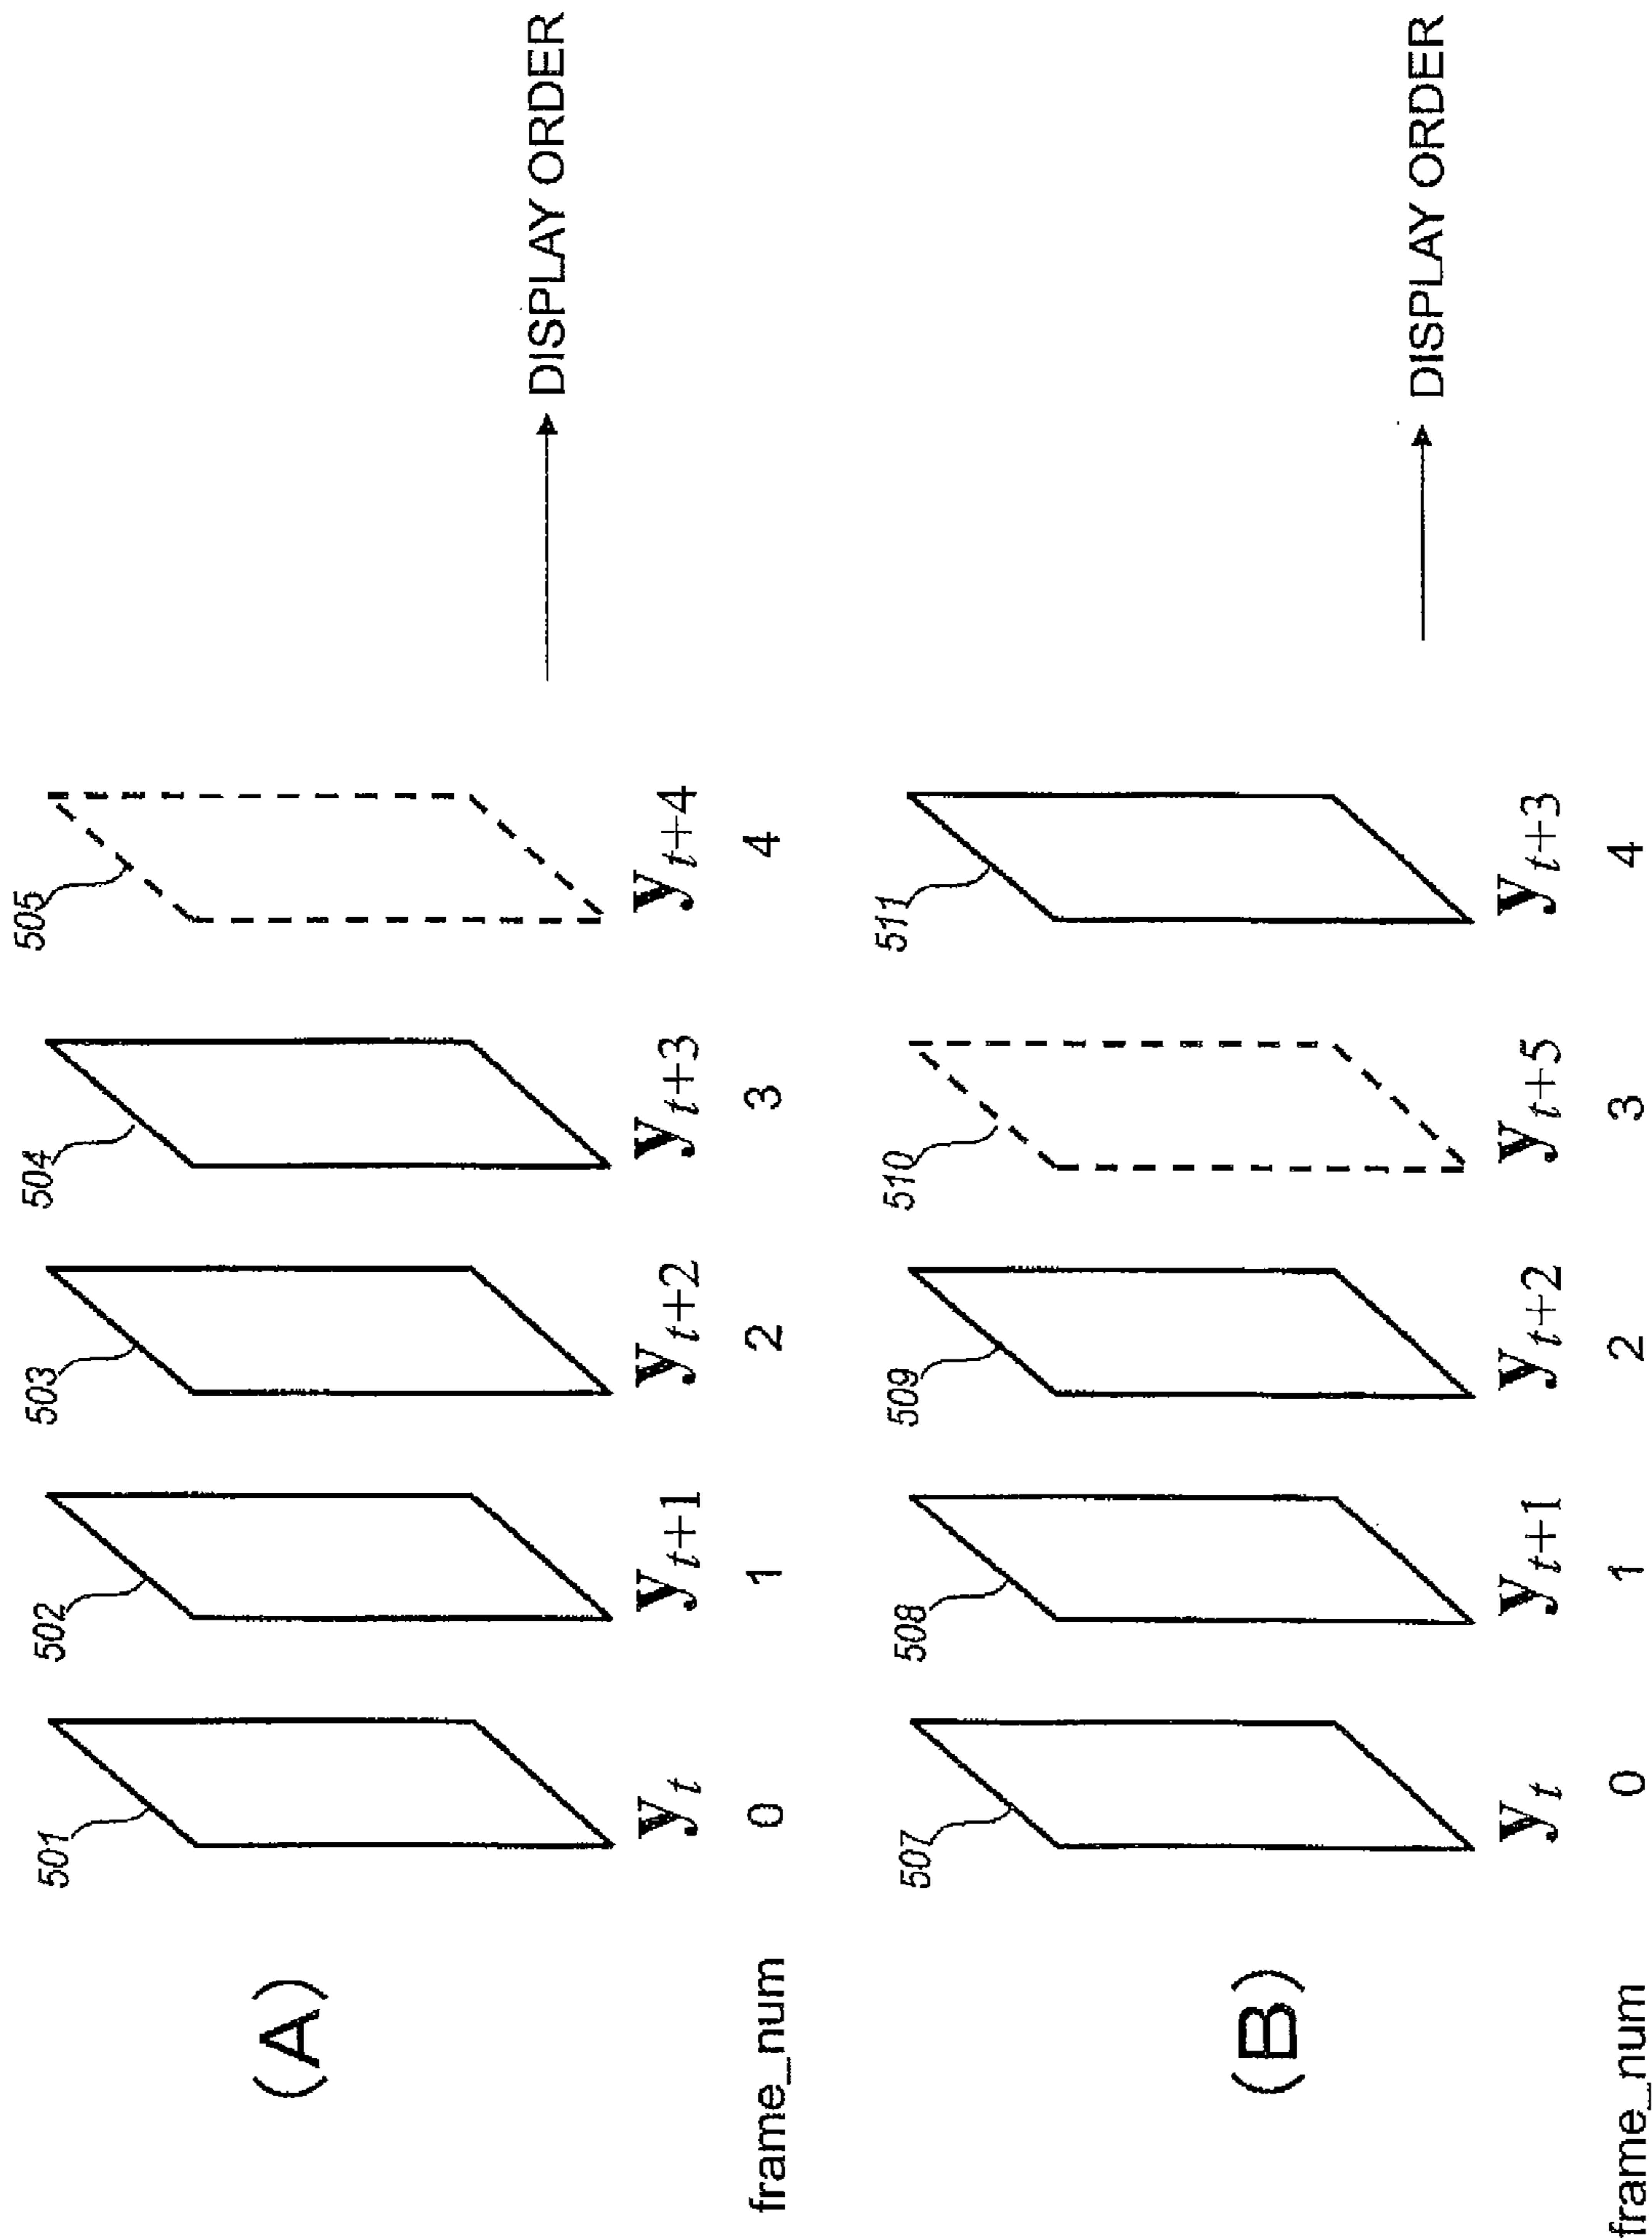 (A)
501 502 503 504 505
y_t y_{t+1} y_{t+2} y_{t+3} y_{t+4}
frame_num 0 1 2 3 4
DISPLAY ORDER
(B)
507 508 509 510 511
y_t y_{t+1} y_{t+2} y_{t+5} y_{t+3}
frame_num 0 1 2 3 4
DISPLAY ORDER